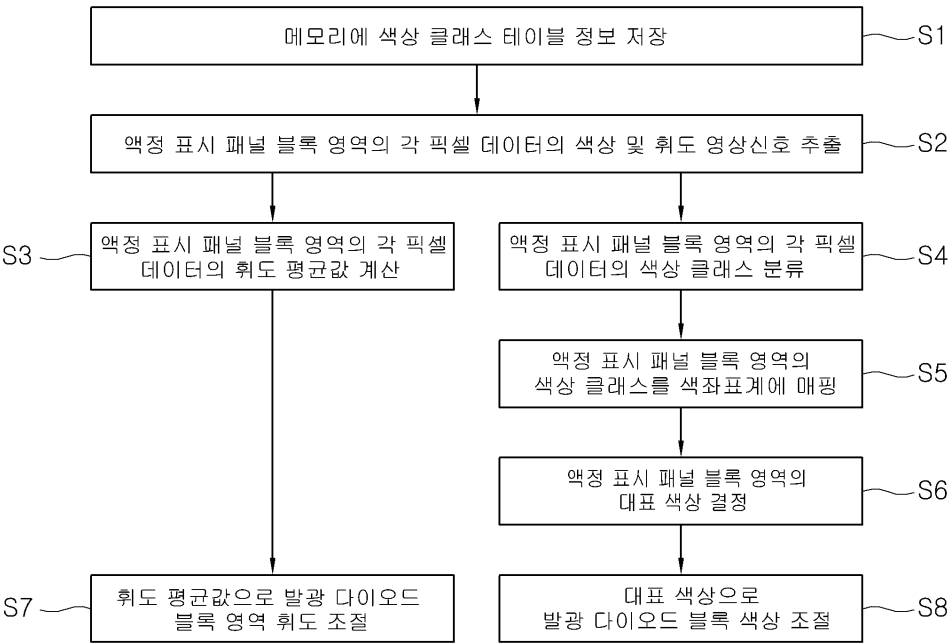 메모리에 색상 클래스 테이블 정보 저장
S1
액정 표시 패널 블록 영역의 각 픽셀 데이터의 색상 및 휘도 영상신호 추출
S2
S3
액정 표시 패널 블록 영역의 각 픽셀
데이터의 휘도 평균값 계산
액정 표시 패널 블록 영역의 각 픽셀
데이터의 색상 클래스 분류
S4
액정 표시 패널 블록 영역의
색상 클래스를 색좌표계에 매핑
S5
액정 표시 패널 블록 영역의
대표 색상 결정
S6
S7
휘도 평균값으로 발광 다이오드
블록 영역 휘도 조절
대표 색상으로
발광 다이오드 블록 색상 조절
S8